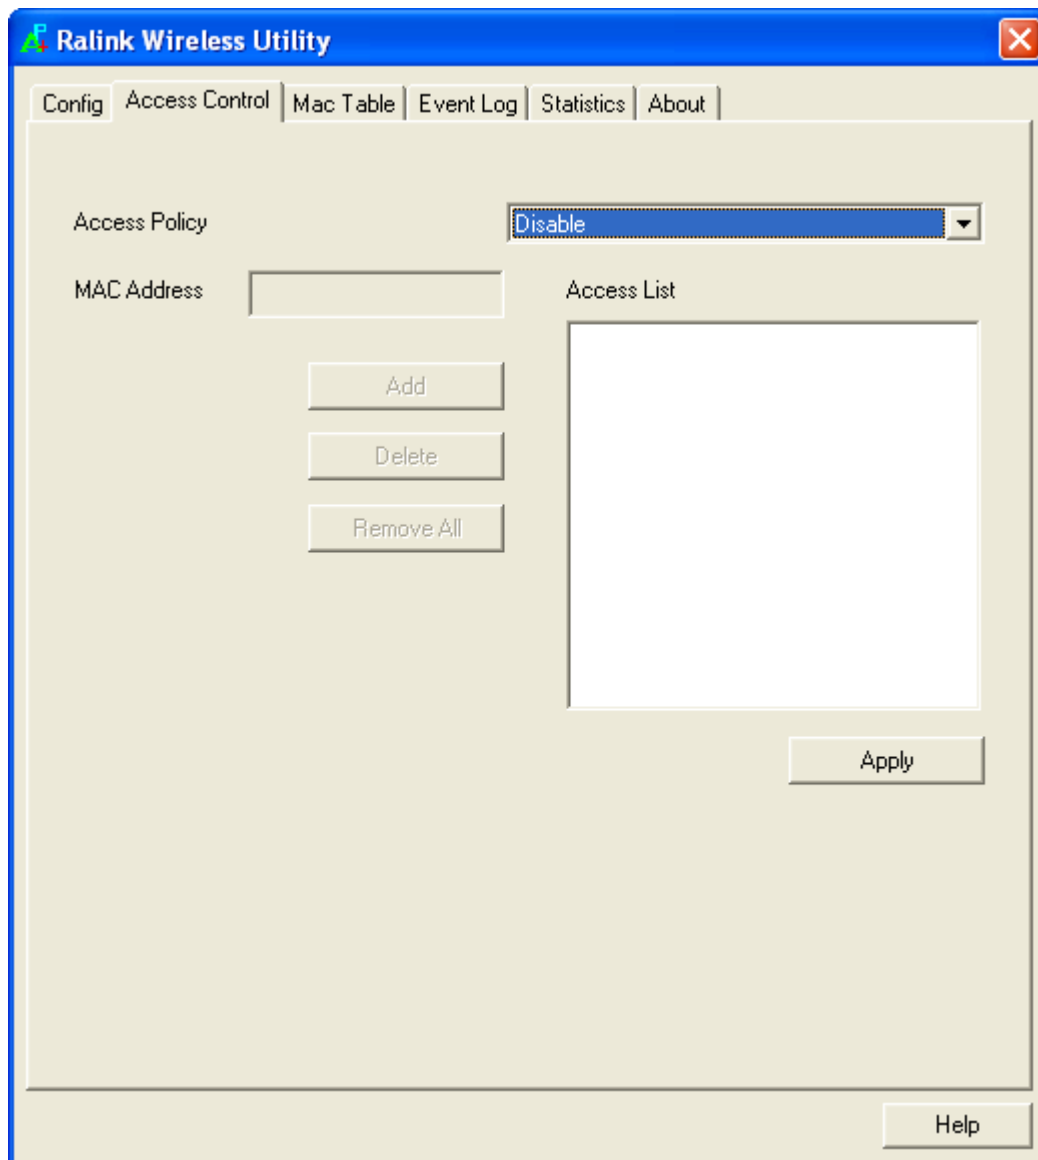 Ralink Wireless Utility
Config Access Control Mac Table Event Log Statistics About
Access Policy Disable
MAC Address Access List
Add
Delete
Remove All
Apply
Help